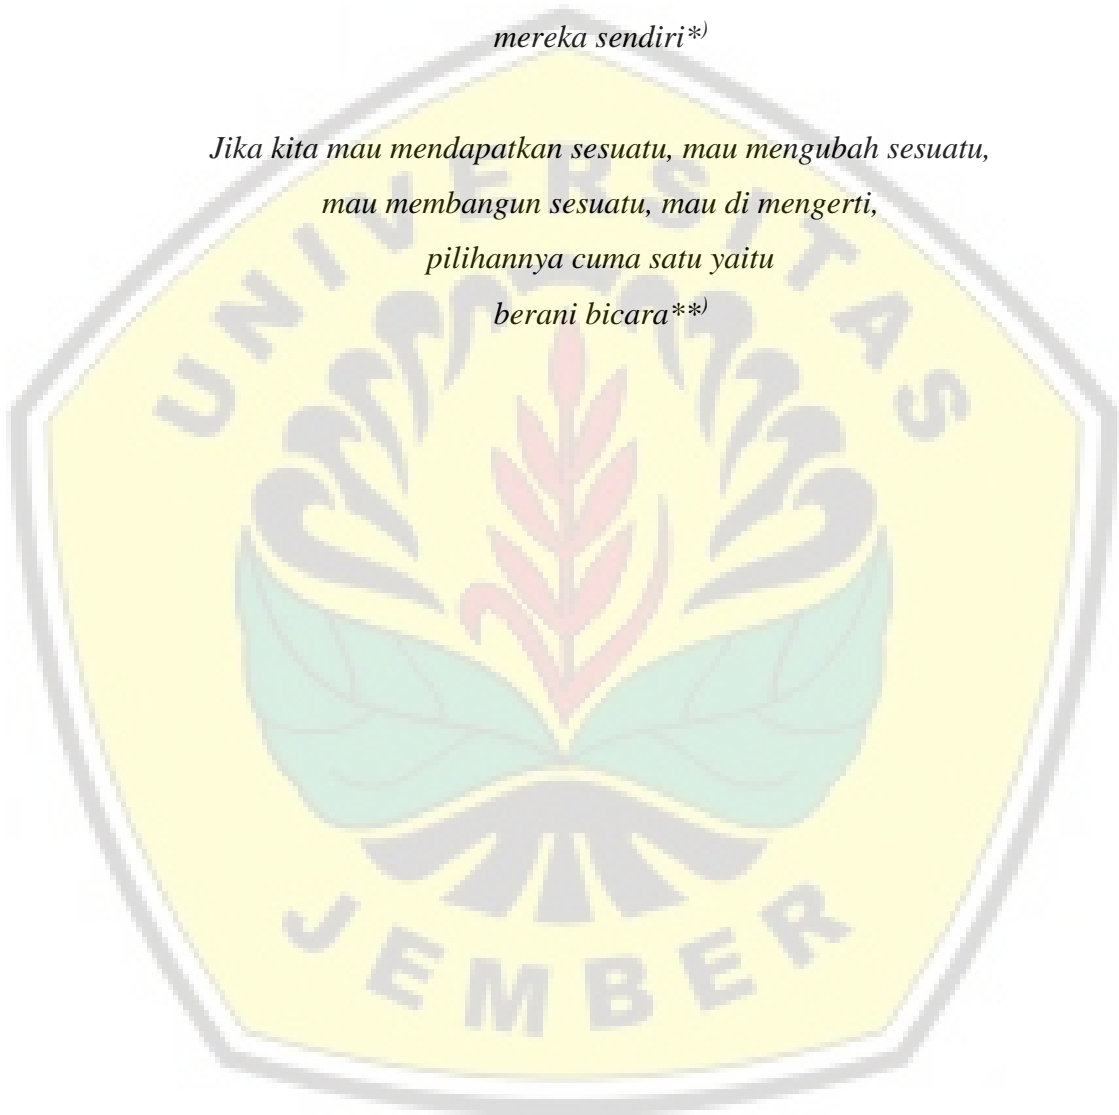 mereka sendiri*)
Jika kita mau mendapatkan sesuatu, mau mengubah sesuatu,
mau membangun sesuatu, mau di mengerti,
pilihannya cuma satu yaitu
berani bicara**)
UNIVERSITAS
JEMBER